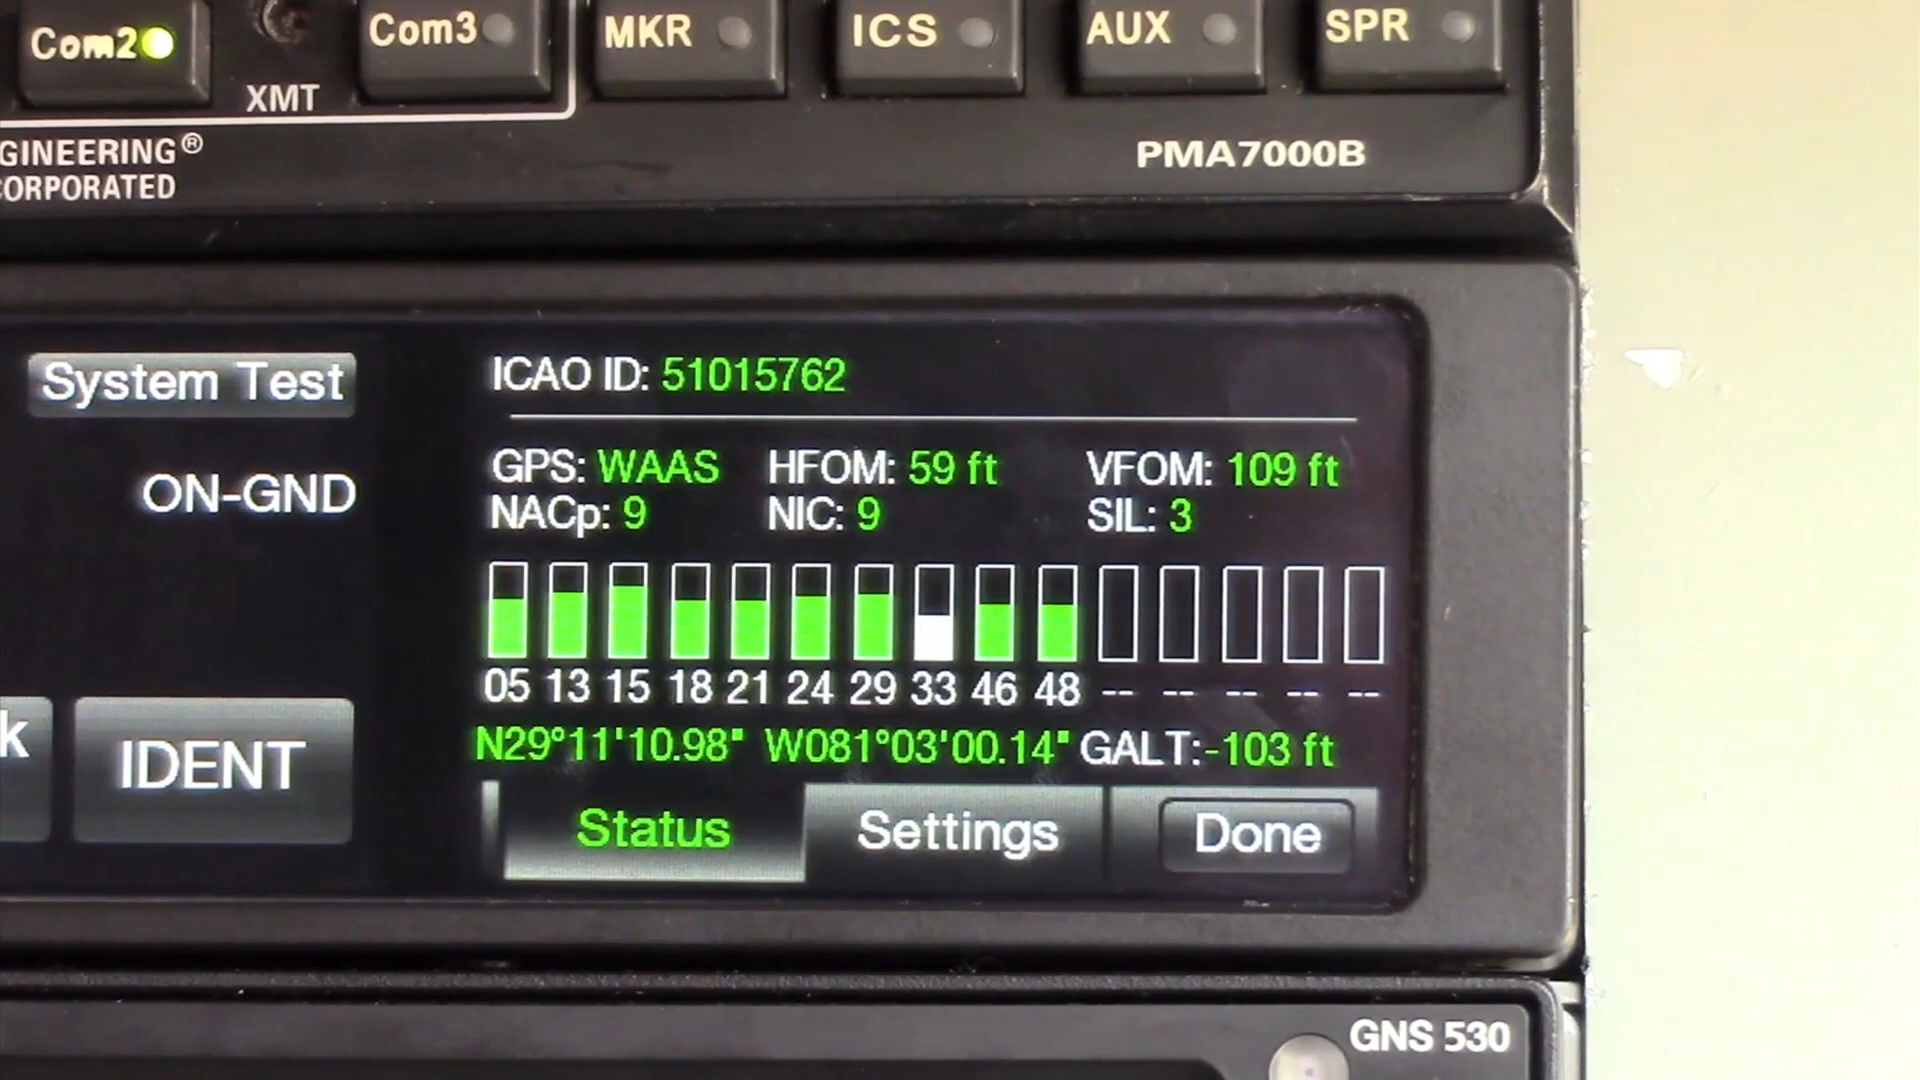 Com2 Com3 MKR ICS AUX SPR
XMT
GINEERING®
CORPORATED
PMA7000B
System Test
ON-GND
k
IDENT
ICAO ID: 51015762
GPS: WAAS HFOM: 59 ft VFOM: 109 ft
NACp: 9 NIC: 9 SIL: 3
05 13 15 18 21 24 29 33 46 48 -- -- -- -- --
N29°11'10.98" W081°03'00.14" GALT:-103 ft
Status Settings Done
GNS 530